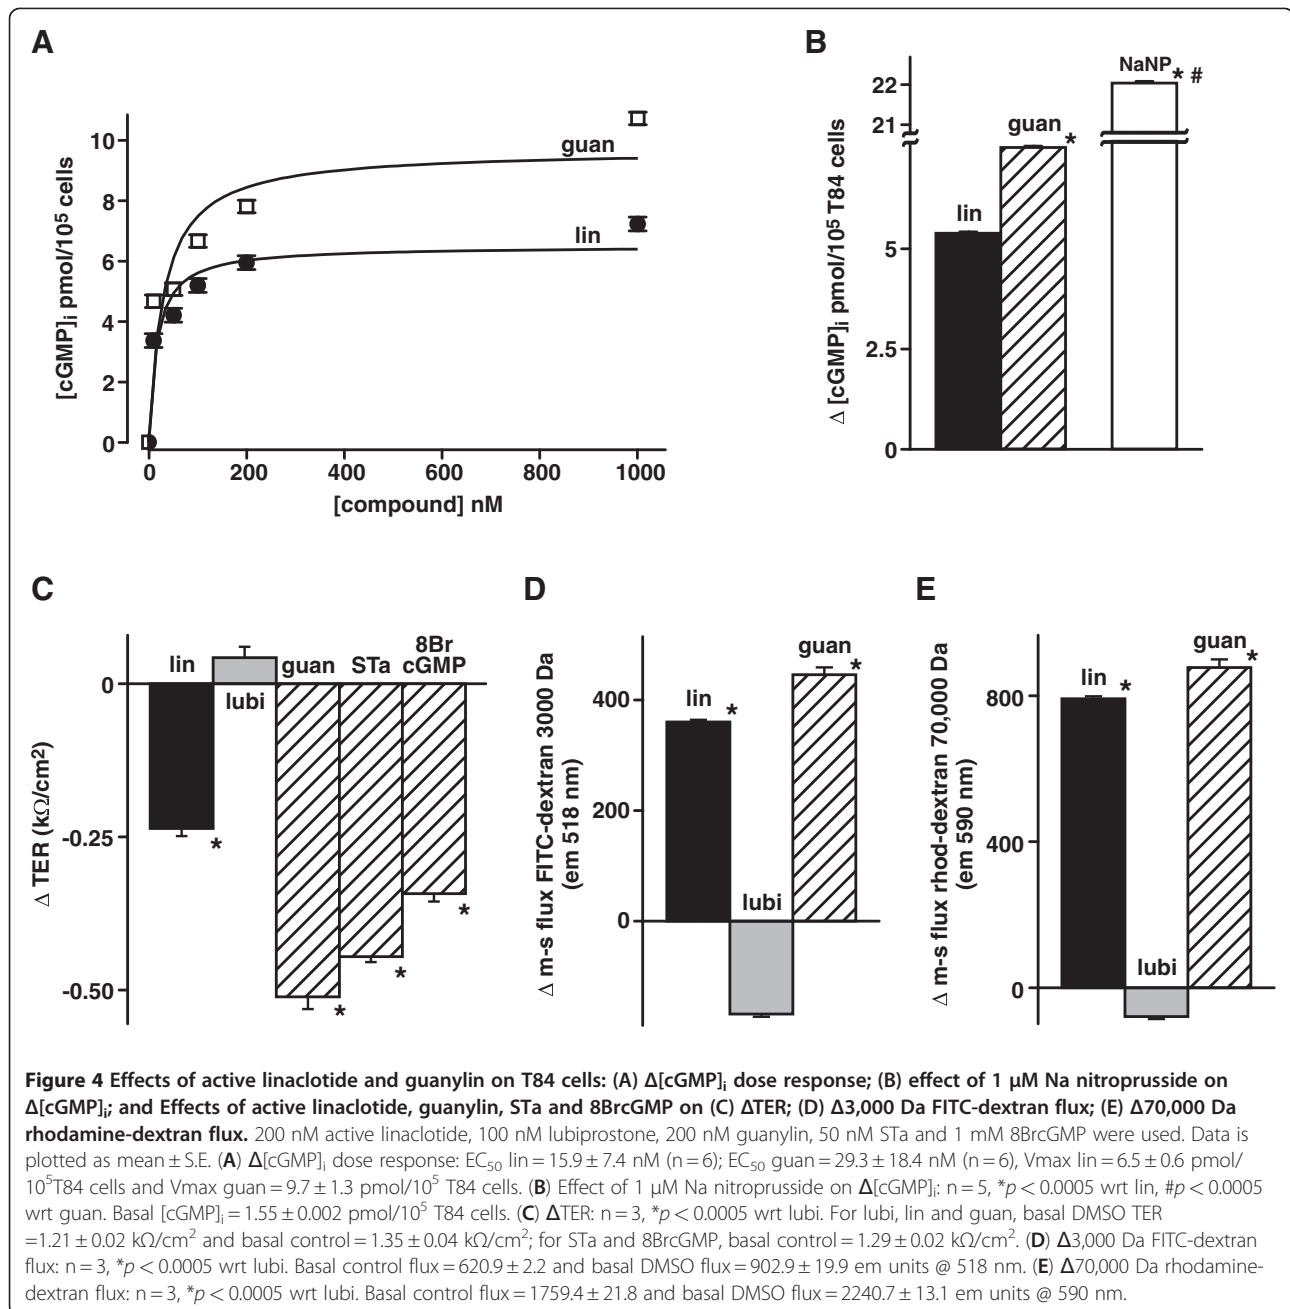 A
[cGMP]i pmol/10⁵ cells
10
8
6
4
2
0
guan
lin
0 200 400 600 800 1000
[compound] nM
B
Δ [cGMP]i pmol/10⁵ T84 cells
22
21
5
2.5
0
lin
guan
*
NaNP
* #
C
Δ TER (kΩ/cm²)
0
-0.25
-0.50
lin
lubi
guan
STa
8Br
cGMP
*
*
*
*
D
Δ m-s flux FITC-dextran 3000 Da
(em 518 nm)
400
200
0
lin
*
lubi
guan
*
E
Δ m-s flux rhod-dextran 70,000 Da
(em 590 nm)
800
400
0
lin
*
lubi
guan
*
Figure 4 Effects of active linaclotide and guanylin on T84 cells: (A) Δ[cGMP]i dose response; (B) effect of 1 μM Na nitroprusside on
Δ[cGMP]i; and Effects of active linaclotide, guanylin, STa and 8BrcGMP on (C) ΔTER; (D) Δ3,000 Da FITC-dextran flux; (E) Δ70,000 Da
rhodamine-dextran flux. 200 nM active linaclotide, 100 nM lubiprostone, 200 nM guanylin, 50 nM STa and 1 mM 8BrcGMP were used. Data is
plotted as mean ± S.E. (A) Δ[cGMP]i dose response: EC50 lin = 15.9 ± 7.4 nM (n = 6); EC50 guan = 29.3 ± 18.4 nM (n = 6), Vmax lin = 6.5 ± 0.6 pmol/
10⁵T84 cells and Vmax guan = 9.7 ± 1.3 pmol/10⁵ T84 cells. (B) Effect of 1 μM Na nitroprusside on Δ[cGMP]i: n = 5, *p < 0.0005 wrt lin, #p < 0.0005
wrt guan. Basal [cGMP]i = 1.55 ± 0.002 pmol/10⁵ T84 cells. (C) ΔTER: n = 3, *p < 0.0005 wrt lubi. For lubi, lin and guan, basal DMSO TER
=1.21 ± 0.02 kΩ/cm² and basal control = 1.35 ± 0.04 kΩ/cm²; for STa and 8BrcGMP, basal control = 1.29 ± 0.02 kΩ/cm². (D) Δ3,000 Da FITC-dextran
flux: n = 3, *p < 0.0005 wrt lubi. Basal control flux = 620.9 ± 2.2 and basal DMSO flux = 902.9 ± 19.9 em units @ 518 nm. (E) Δ70,000 Da rhodamine-
dextran flux: n = 3, *p < 0.0005 wrt lubi. Basal control flux = 1759.4 ± 21.8 and basal DMSO flux = 2240.7 ± 13.1 em units @ 590 nm.